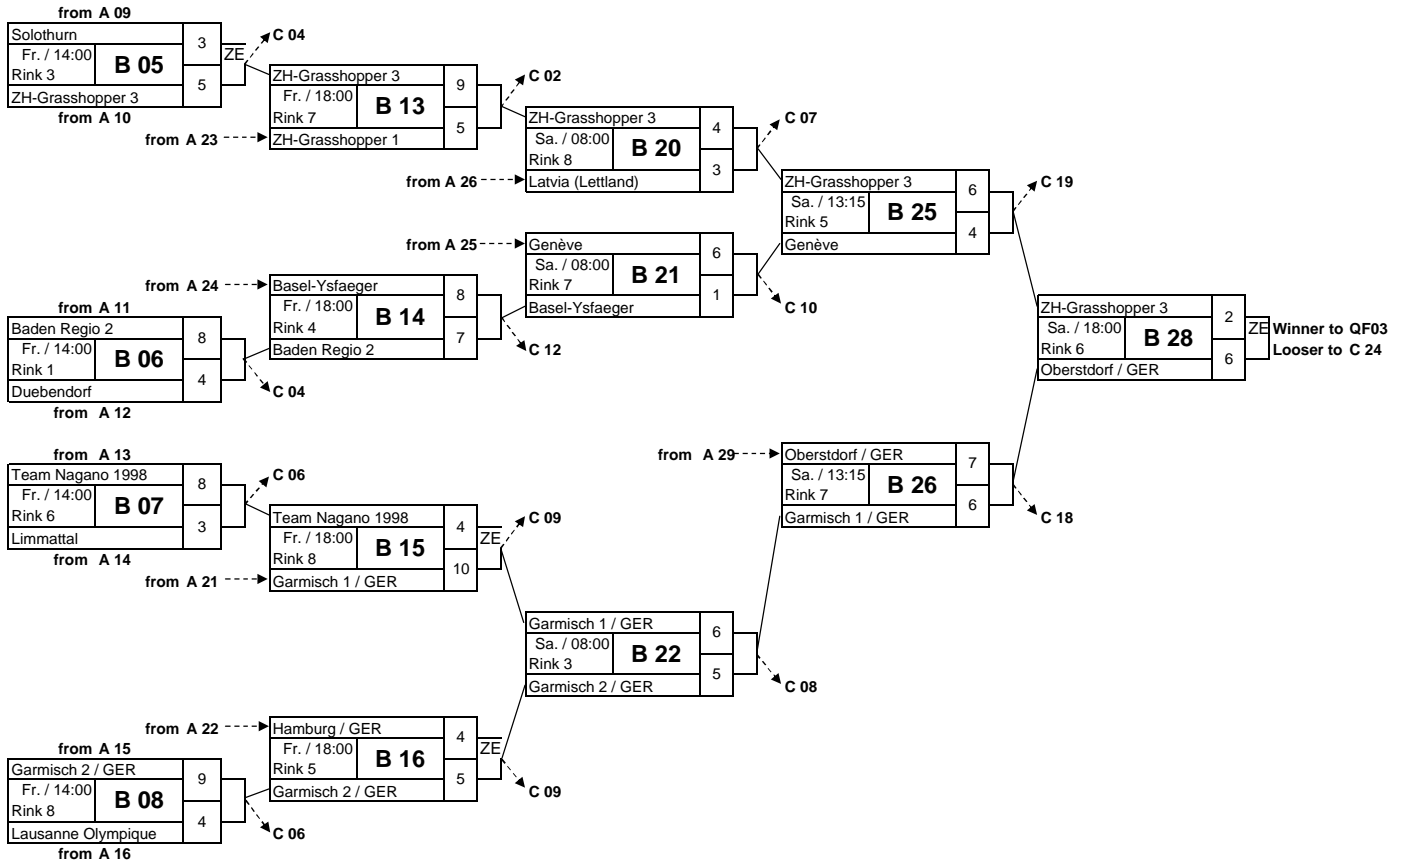 from A 09
Solothurn
3
Fr. / 14:00
Rink 3
B 05
ZE
C 04
ZH-Grasshopper 3
5
from A 10
ZH-Grasshopper 3
9
Fr. / 18:00
Rink 7
B 13
C 02
from A 23
ZH-Grasshopper 1
5
ZH-Grasshopper 3
4
Sa. / 08:00
Rink 8
B 20
C 07
from A 26
Latvia (Lettland)
3
ZH-Grasshopper 3
6
Sa. / 13:15
Rink 5
B 25
C 19
Genève
4
from A 25
Genève
6
Sa. / 08:00
Rink 7
B 21
Basel-Ysfaeger
1
C 10
from A 24
Basel-Ysfaeger
8
Fr. / 18:00
Rink 4
B 14
Baden Regio 2
7
C 12
from A 11
Baden Regio 2
8
Fr. / 14:00
Rink 1
B 06
Duebendorf
4
C 04
from A 12
ZH-Grasshopper 3
2
Sa. / 18:00
Rink 6
B 28
ZE
Winner to QF03
Looser to C 24
Oberstdorf / GER
6
from A 13
Team Nagano 1998
8
Fr. / 14:00
Rink 6
B 07
C 06
Limmattal
3
from A 14
Team Nagano 1998
4
Fr. / 18:00
Rink 8
B 15
ZE
C 09
from A 21
Garmisch 1 / GER
10
from A 29
Oberstdorf / GER
7
Sa. / 13:15
Rink 7
B 26
Garmisch 1 / GER
6
C 18
Garmisch 1 / GER
6
Sa. / 08:00
Rink 3
B 22
Garmisch 2 / GER
5
C 08
from A 22
Hamburg / GER
4
Fr. / 18:00
Rink 5
B 16
ZE
Garmisch 2 / GER
5
C 09
from A 15
Garmisch 2 / GER
9
Fr. / 14:00
Rink 8
B 08
Lausanne Olympique
4
C 06
from A 16